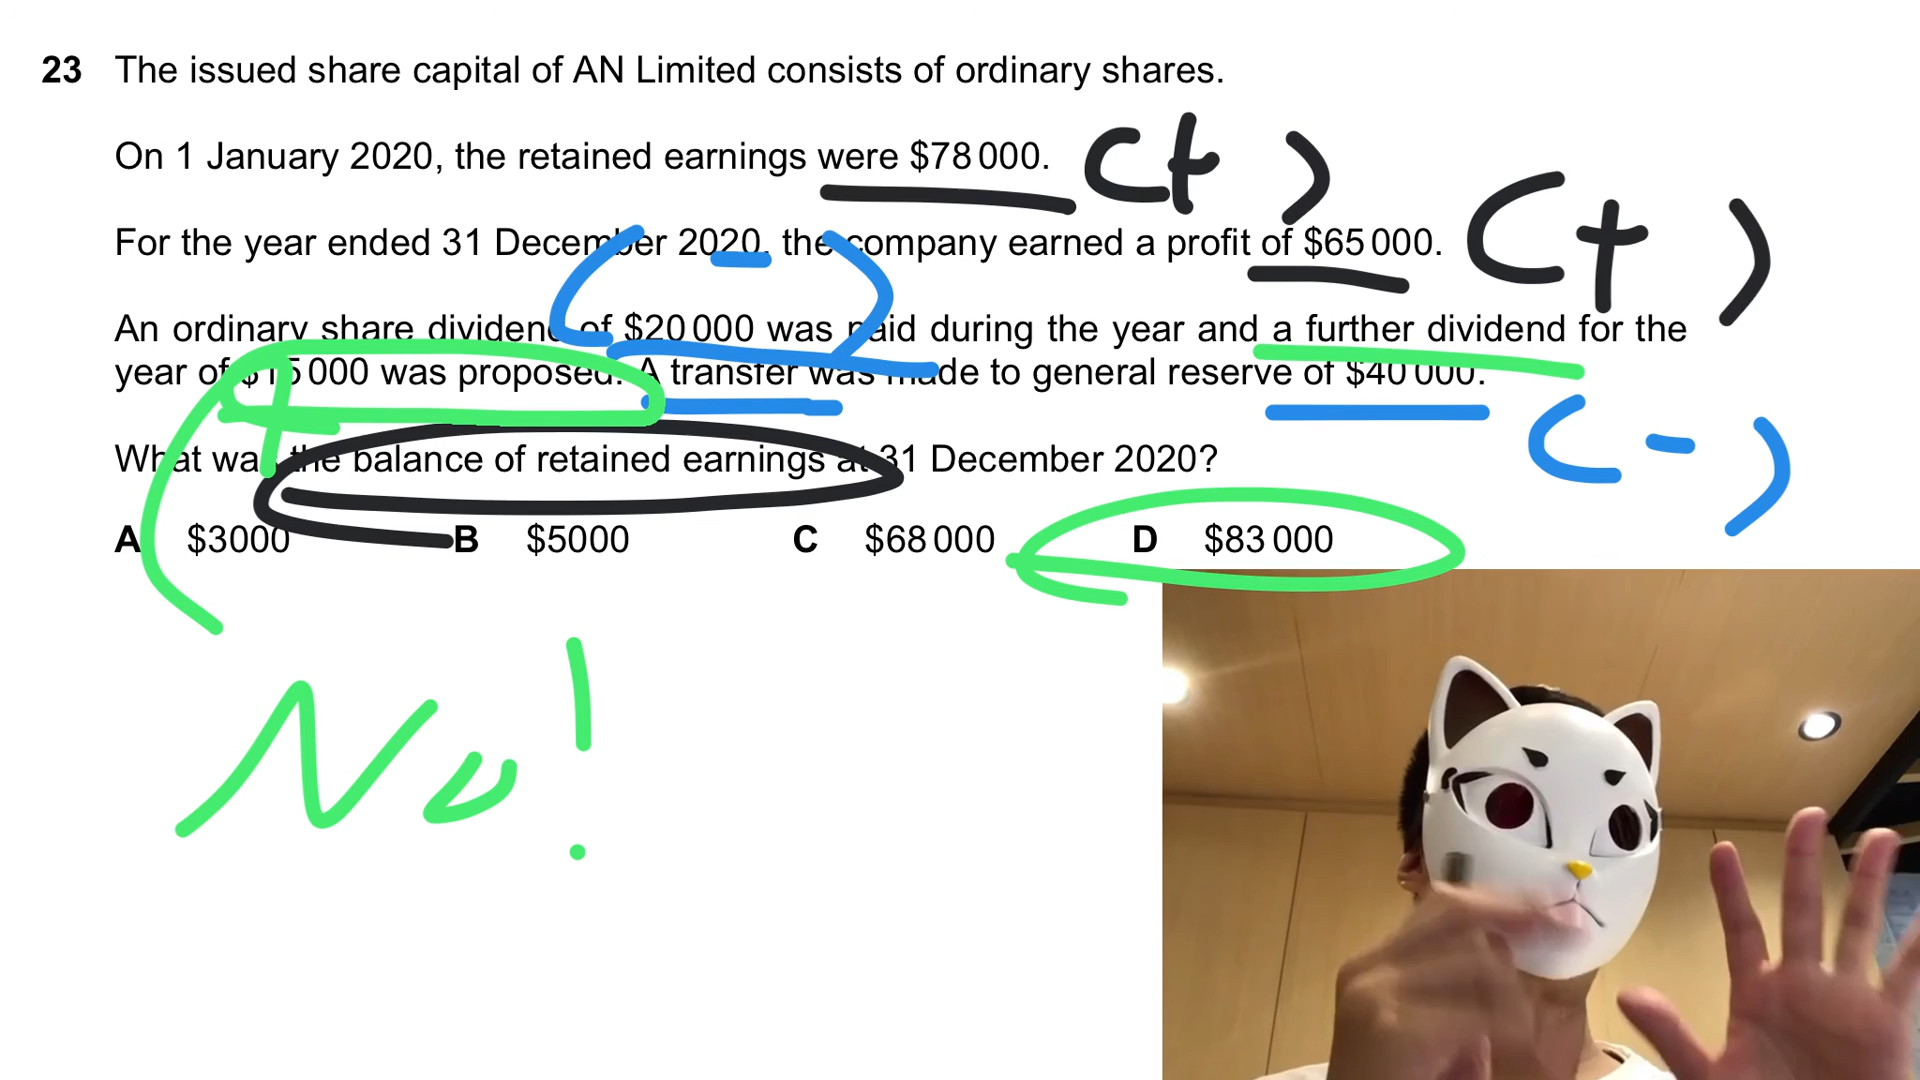 23 The issued share capital of AN Limited consists of ordinary shares.
On 1 January 2020, the retained earnings were $78 000. (+)
For the year ended 31 December 2020, the company earned a profit of $65 000. (+)
(-)
An ordinary share dividend of $20 000 was paid during the year and a further dividend for the
year of $15 000 was proposed. A transfer was made to general reserve of $40 000.
(-)
What was the balance of retained earnings at 31 December 2020?
A $3000 B $5000 C $68 000 D $83 000
No!